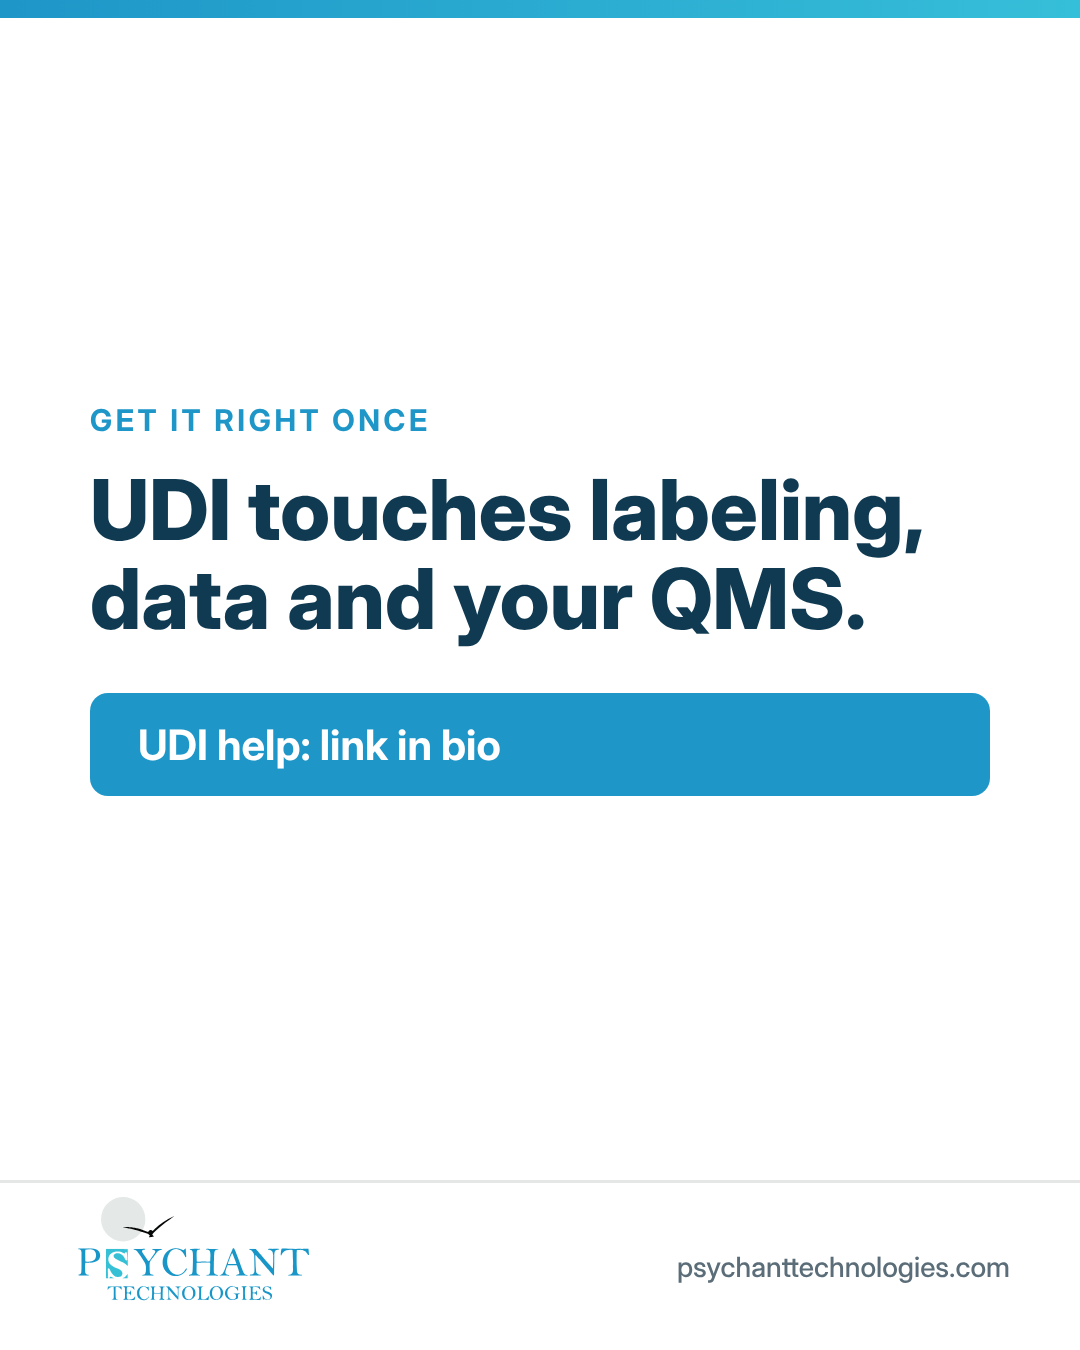 GET IT RIGHT ONCE
UDI touches labeling,
data and your QMS.
UDI help: link in bio
PSYCHANT
TECHNOLOGIES
psychanttechnologies.com